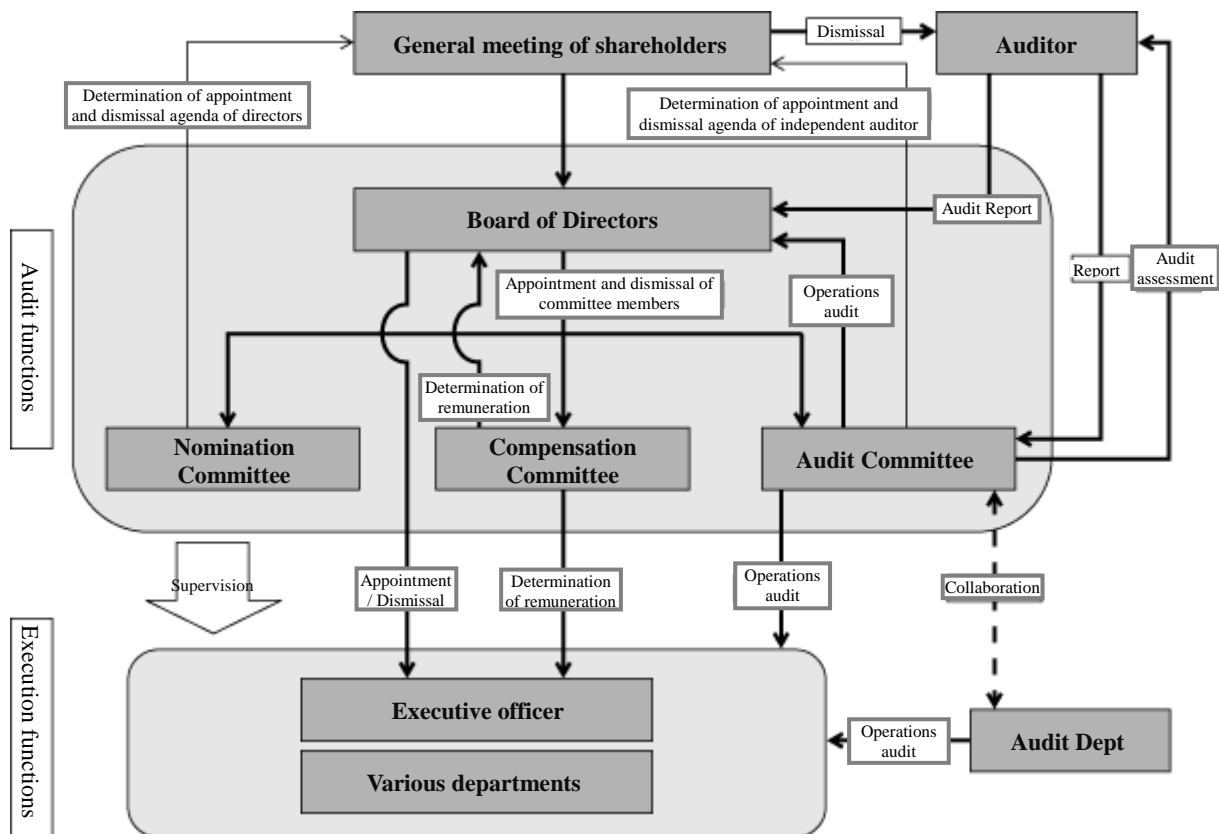 General meeting of shareholders
Dismissal
Auditor
Determination of appointment
and dismissal agenda of directors
Determination of appointment and
dismissal agenda of independent auditor
Board of Directors
Audit Report
Audit functions
Appointment and dismissal of
committee members
Operations
audit
Report
Audit
assessment
Determination of
remuneration
Nomination
Committee
Compensation
Committee
Audit Committee
Supervision
Appointment
/ Dismissal
Determination
of remuneration
Operations
audit
Collaboration
Execution functions
Executive officer
Various departments
Operations
audit
Audit Dept